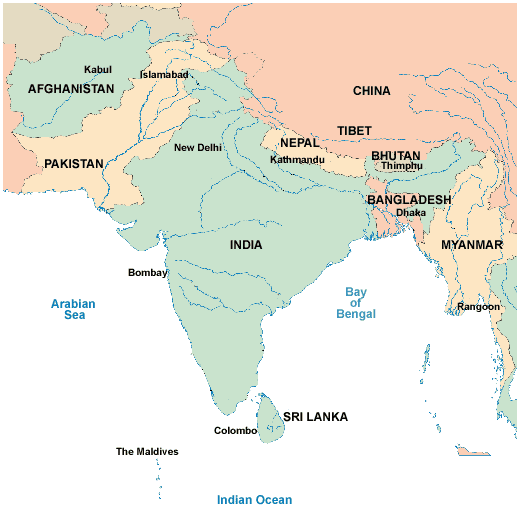 Kabul
Islamabad
AFGHANISTAN
CHINA
TIBET
NEPAL
New Delhi
BHUTAN
Kathmandu
PAKISTAN
Thimphu
BANGLADESH
Dhaka
INDIA
MYANMAR
Bombay
Arabian
Sea
Bay
of
Bengal
Rangoon
SRI LANKA
Colombo
The Maldives
Indian Ocean